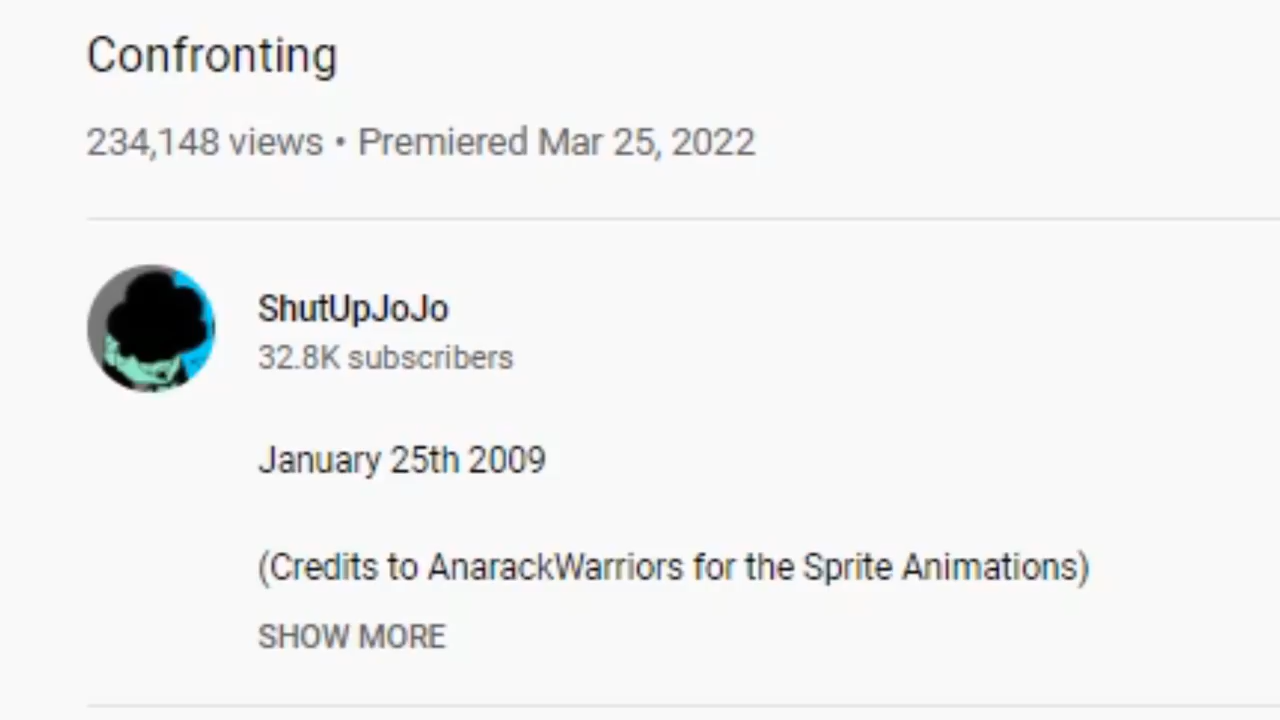 Confronting
234,148 views • Premiered Mar 25, 2022
ShutUpJoJo
32.8K subscribers
January 25th 2009
(Credits to AnarackWarriors for the Sprite Animations)
SHOW MORE